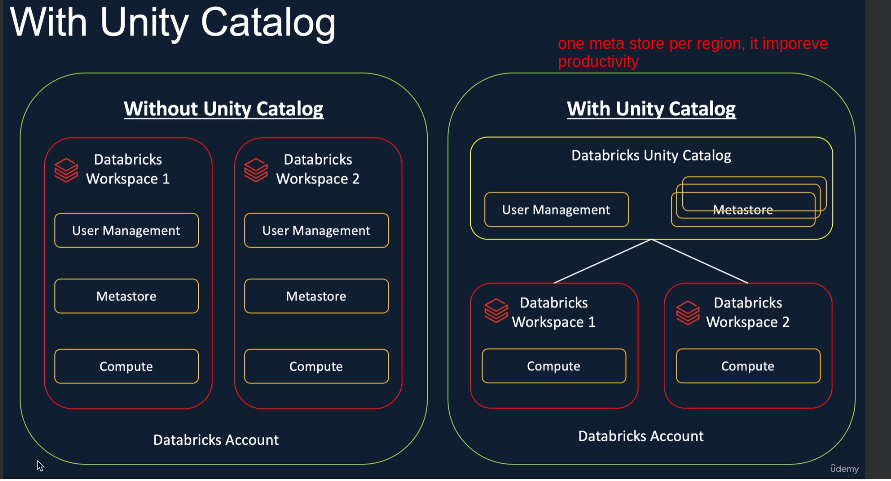 With Unity Catalog
one meta store per region, it imporeve
productivity
Without Unity Catalog
Databricks
Workspace 1
User Management
Metastore
Compute
Databricks
Workspace 2
User Management
Metastore
Compute
Databricks Account
With Unity Catalog
Databricks Unity Catalog
User Management
Metastore
Databricks
Workspace 1
Compute
Databricks
Workspace 2
Compute
Databricks Account
ûdemy